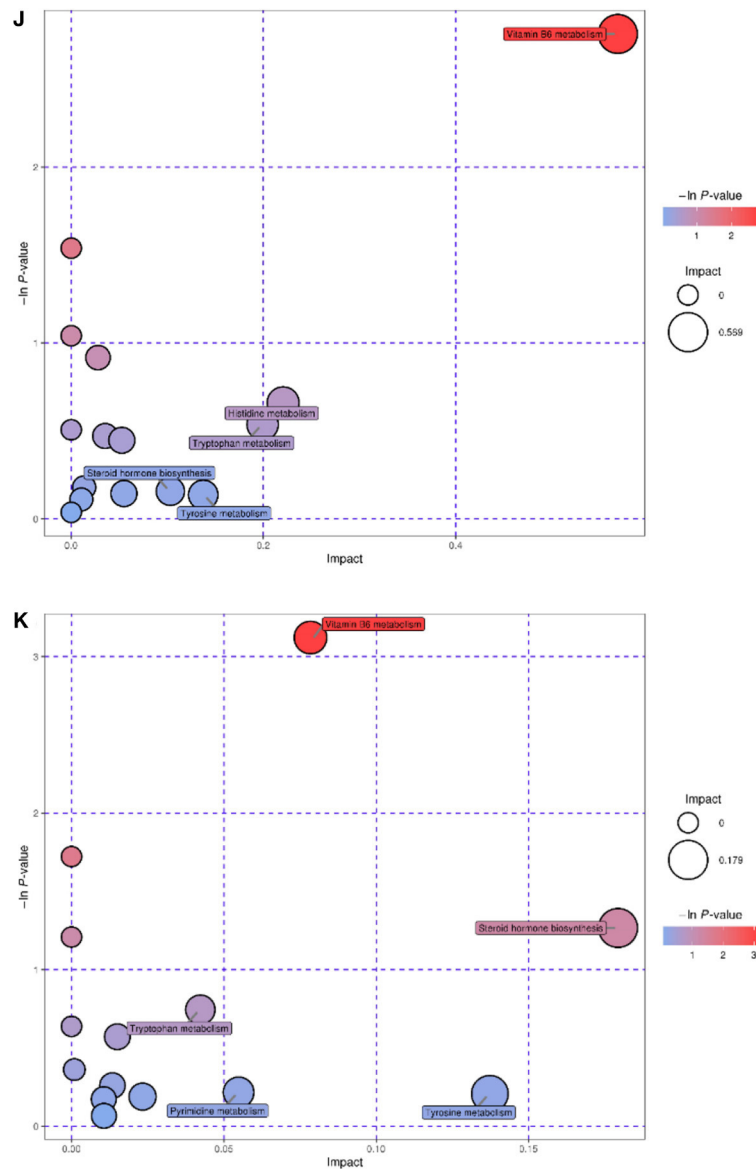 J
Vitamin B6 metabolism
2
−ln P-value
1
Histidine metabolism
Tryptophan metabolism
Steroid hormone biosynthesis
Tyrosine metabolism
0
0.0 0.2 0.4
Impact
−ln P-value
1 2
Impact
0
0.569
K
Vitamin B6 metabolism
3
2
−ln P-value
Steroid hormone biosynthesis
1
Tryptophan metabolism
Pyrimidine metabolism
Tyrosine metabolism
0
0.00 0.05 0.10 0.15
Impact
Impact
0
0.179
−ln P-value
1 2 3